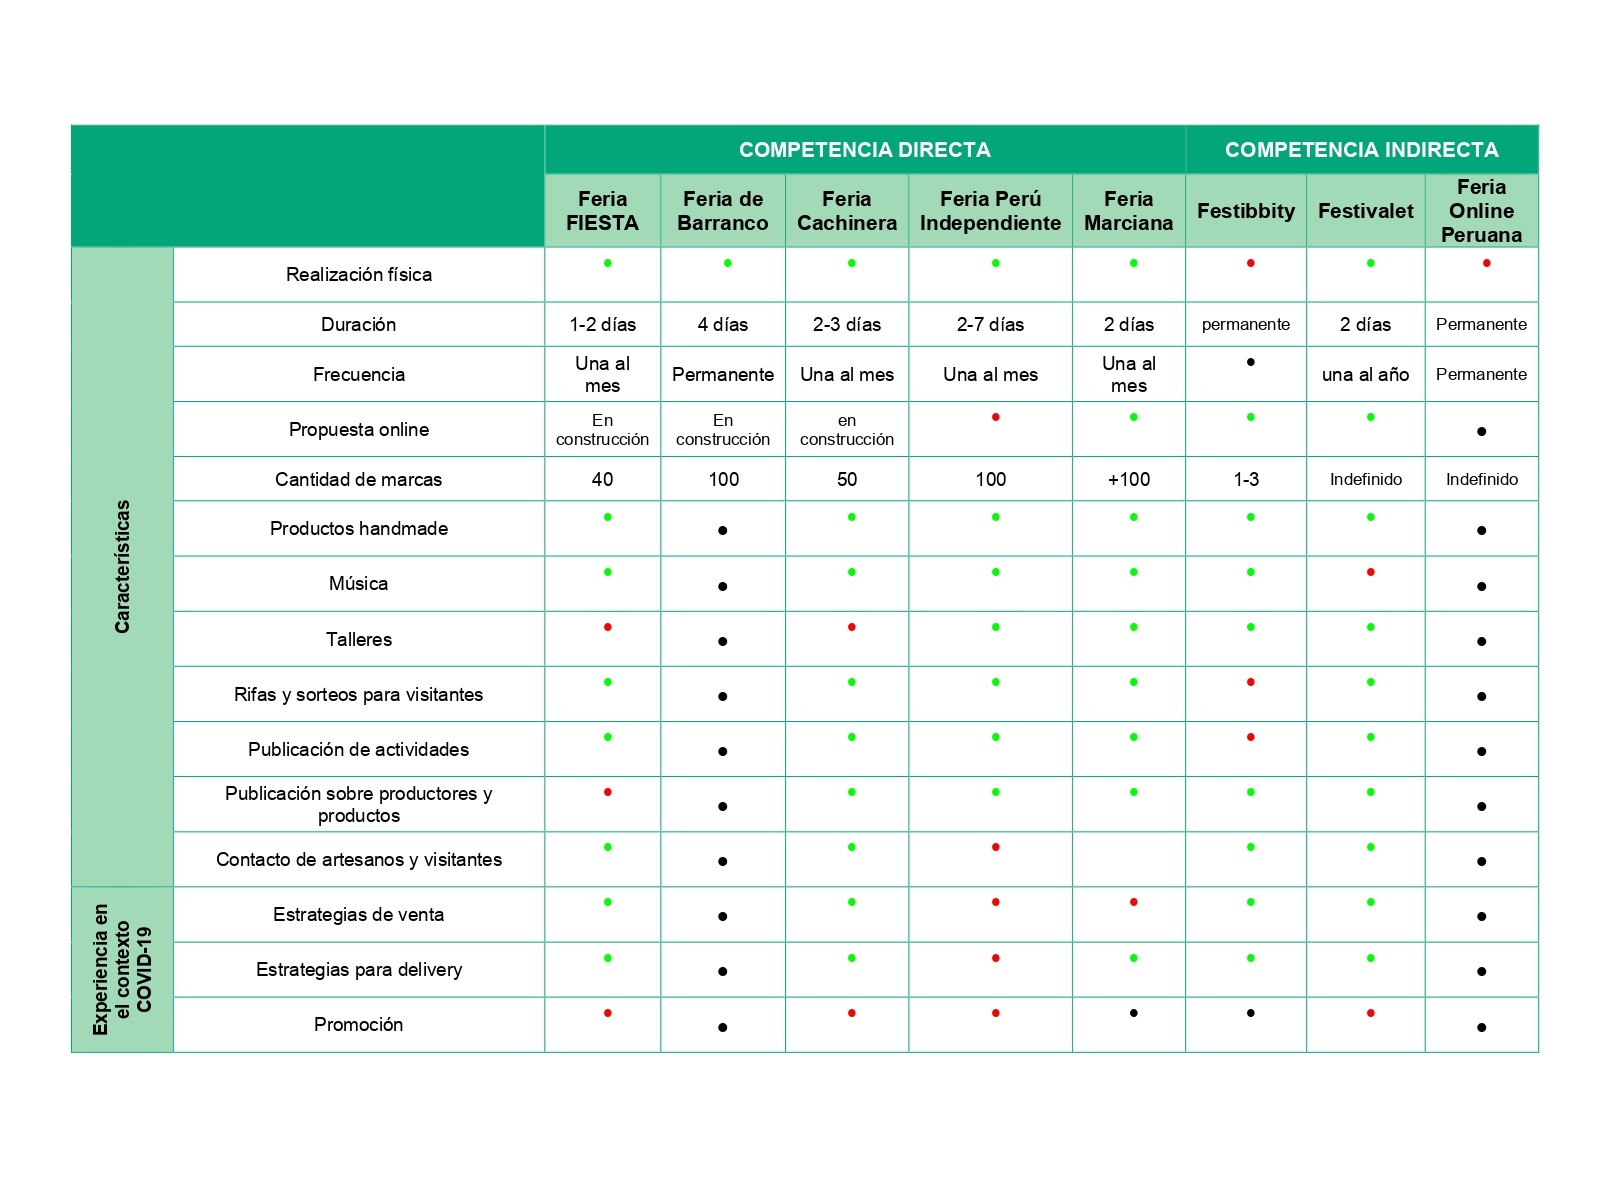 COMPETENCIA DIRECTA COMPETENCIA INDIRECTA
Feria FIESTA Feria de Barranco Feria Cachinera Feria Perú Independiente Feria Marciana Festibbity Festivalet Feria Online Peruana
Características
Realización física • • • • • • • •
Duración 1-2 días 4 días 2-3 días 2-7 días 2 días permanente 2 días Permanente
Frecuencia Una al mes Permanente Una al mes Una al mes Una al mes • una al año Permanente
Propuesta online En construcción En construcción en construcción • • • • •
Cantidad de marcas 40 100 50 100 +100 1-3 Indefinido Indefinido
Productos handmade • • • • • • • •
Música • • • • • • • •
Talleres • • • • • • • •
Rifas y sorteos para visitantes • • • • • • • •
Publicación de actividades • • • • • • • •
Publicación sobre productores y productos • • • • • • • •
Contacto de artesanos y visitantes • • • • • • •
Experiencia en el contexto COVID-19
Estrategias de venta • • • • • • • •
Estrategias para delivery • • • • • • • •
Promoción • • • • • • • •